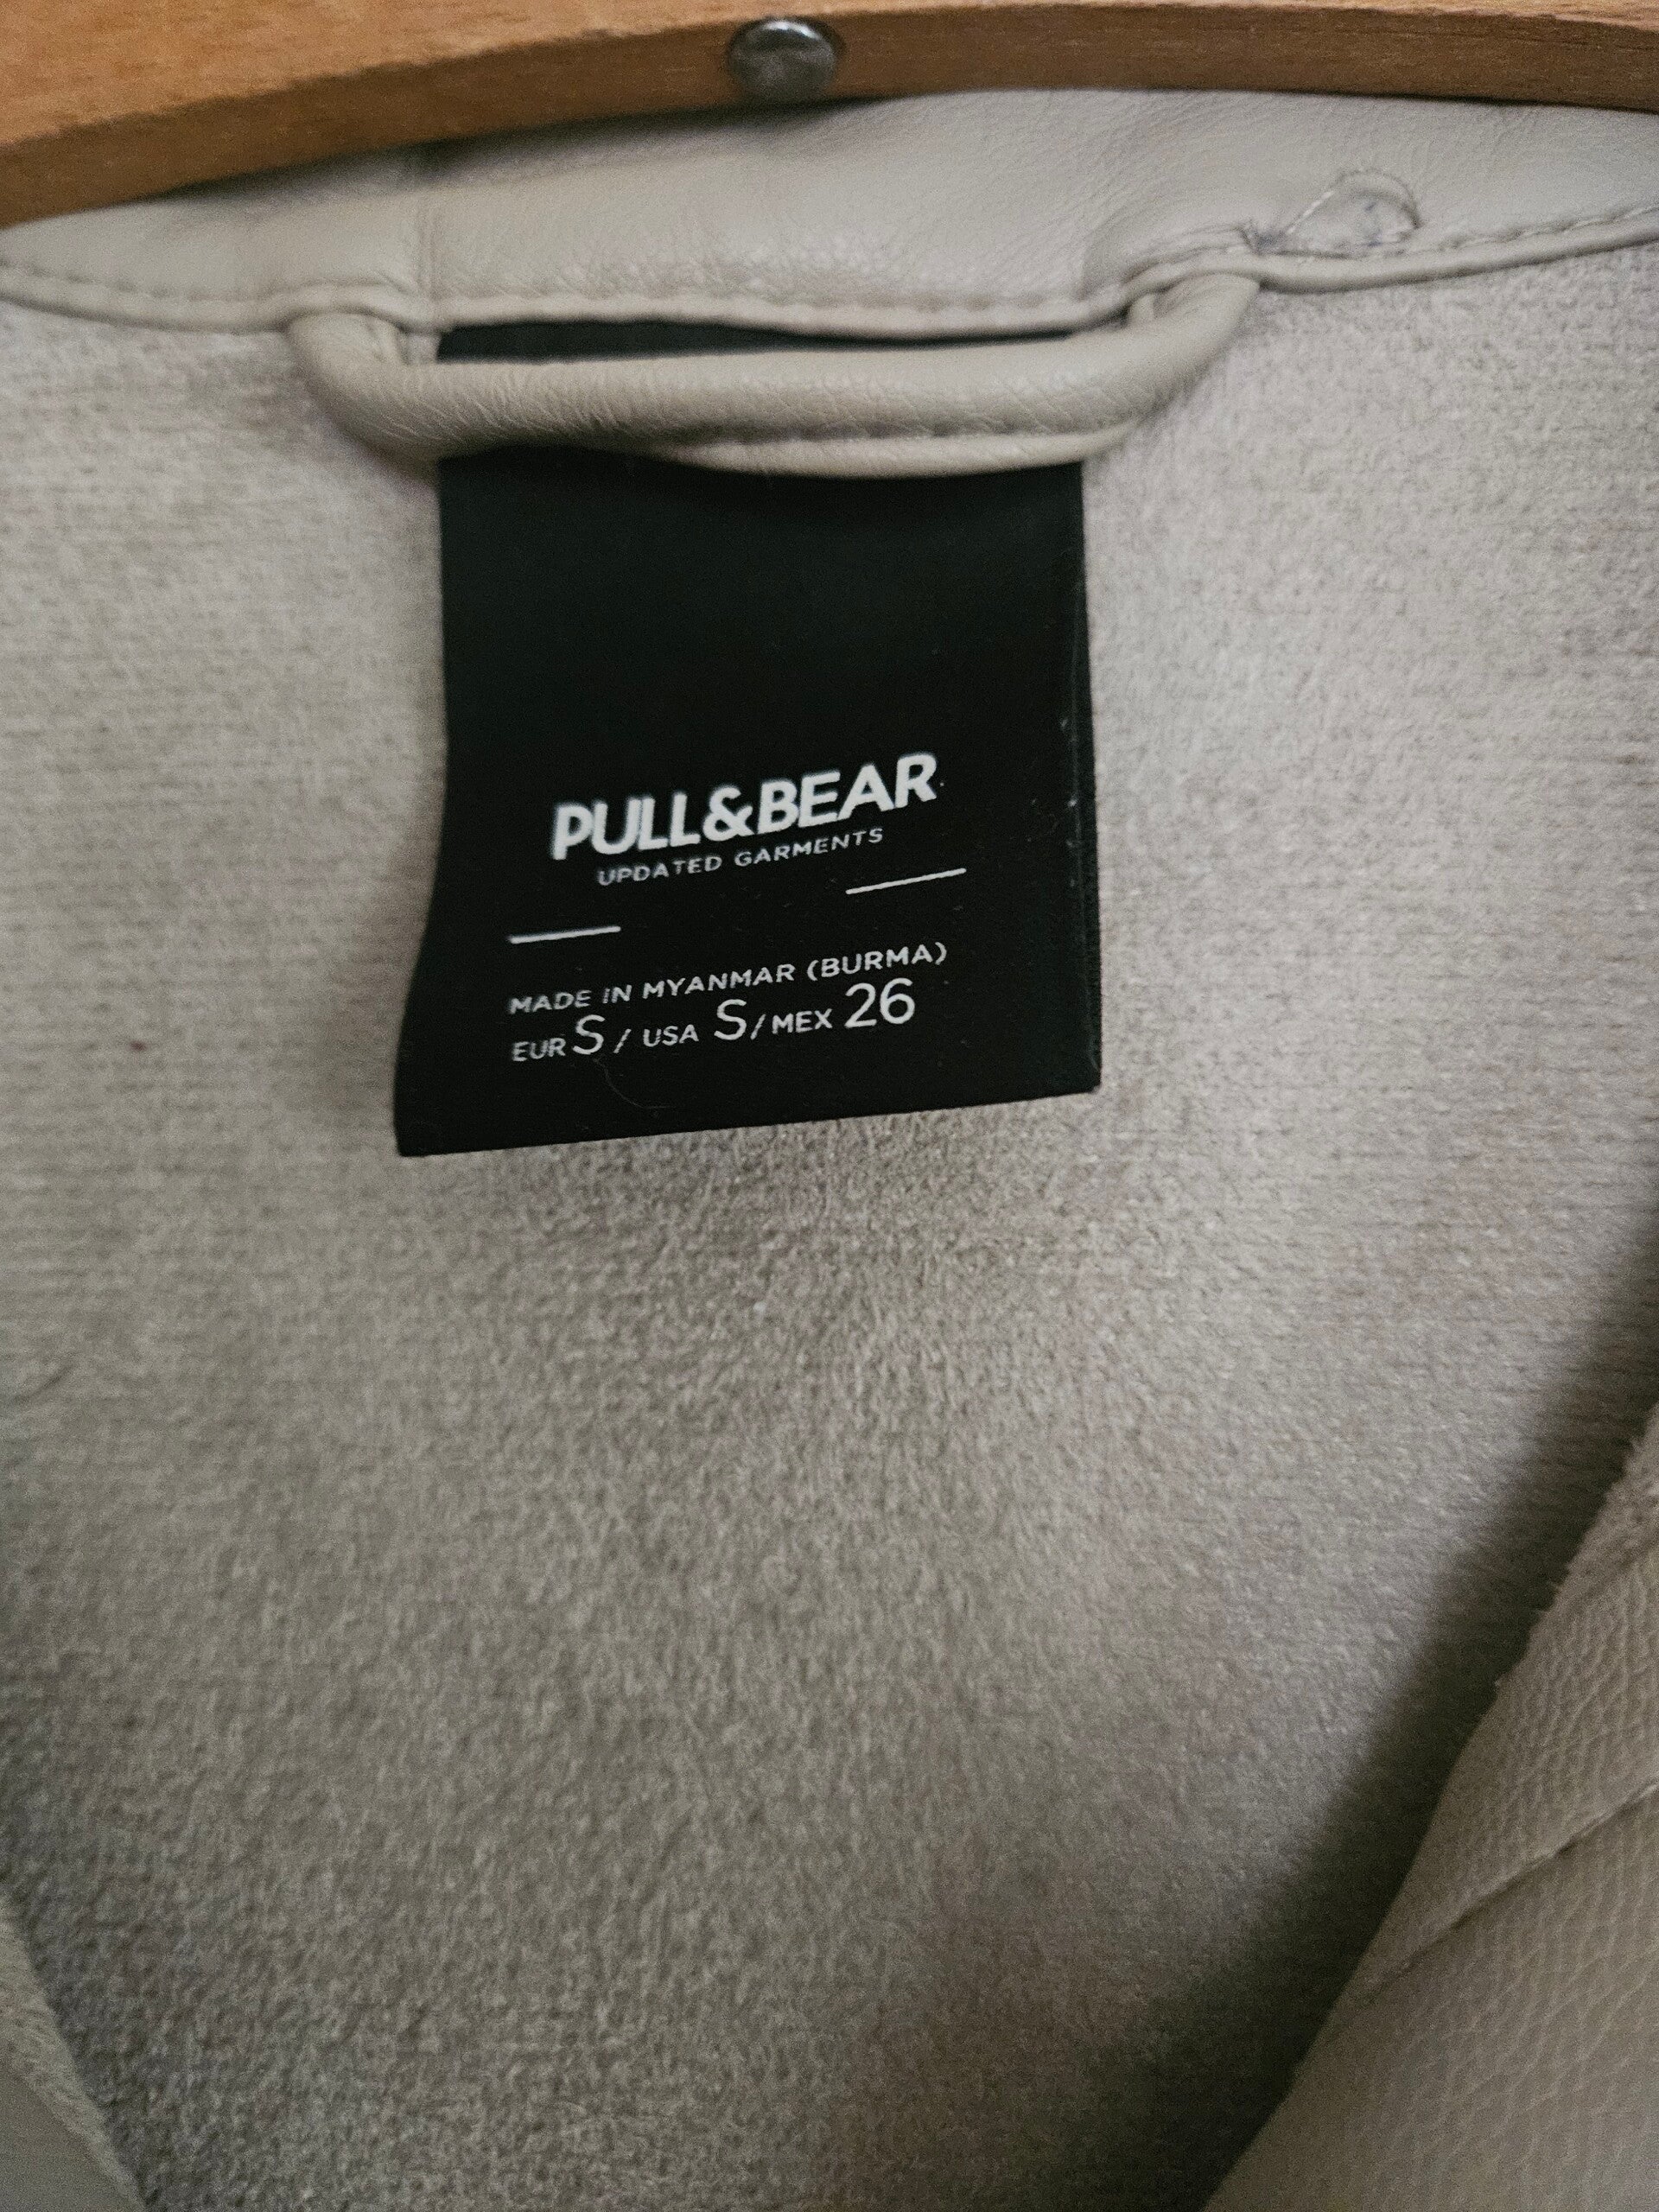 PULL&BEAR
UPDATED GARMENTS
MADE IN MYANMAR (BURMA)
EUR S / USA S/MEX 26